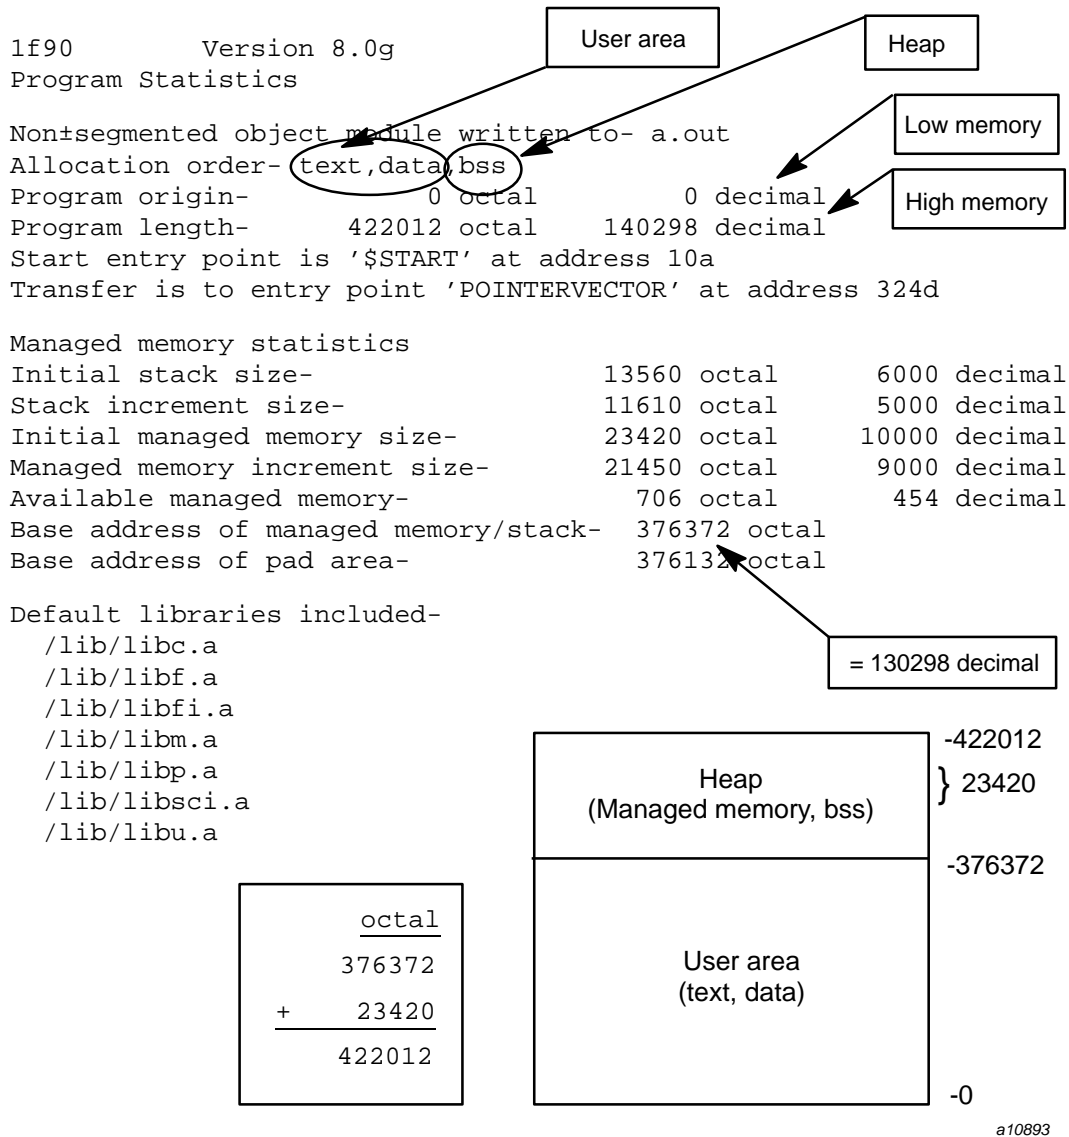 User area
Heap
1f90 Version 8.0g
Program Statistics
Low memory
Non±segmented object module written to- a.out
Allocation order- text,data,bss
Program origin- 0 octal 0 decimal
High memory
Program length- 422012 octal 140298 decimal
Start entry point is ′$START′ at address 10a
Transfer is to entry point ′POINTERVECTOR′ at address 324d
Managed memory statistics
Initial stack size- 13560 octal 6000 decimal
Stack increment size- 11610 octal 5000 decimal
Initial managed memory size- 23420 octal 10000 decimal
Managed memory increment size- 21450 octal 9000 decimal
Available managed memory- 706 octal 454 decimal
Base address of managed memory/stack- 376372 octal
Base address of pad area- 376132 octal
Default libraries included-
/lib/libc.a
= 130298 decimal
/lib/libf.a
/lib/libfi.a
/lib/libm.a
/lib/libp.a
/lib/libsci.a
/lib/libu.a
-422012
Heap
(Managed memory, bss)
} 23420
-376372
User area
(text, data)
-0
octal
376372
+ 23420
422012
a10893